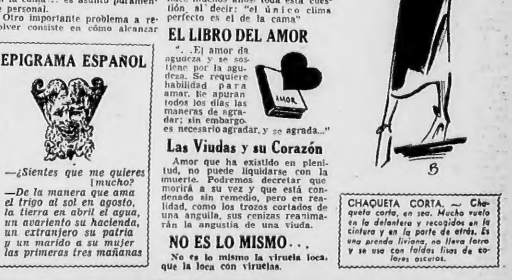 Otro importante problema a re-
olver consiste en cómo alcanzar
EPIGRAMA ESPAÑOL
—¿Sientes que me quieres
mucho?
—De la manera que ama
el trigo al sol en agosto,
la tierra en abril el agua,
un avariento su hacienda,
un extranjero su patria
y un marido a su mujer
las primeras tres mañanas
tión al decir: "el único clima
perfecto es el de la cama"
EL LIBRO DEL AMOR
". . .El amor da
agudeza y se sos-
tiene por la agu-
deza. Se requiere
habilidad para
amar. Se apuran
todos los días las
maneras de agra-
dar; sin embargo,
es necesario agradar, y se agrada..."
AMOR
Las Viudas y su Corazón
Amor que ha existido en pleni-
tud, no puede liquidarse con la
muerte. Podremos decretar que
morirá a su vez y que está con-
denado sin remedio, pero en rea-
lidad, como los trozos cortados de
una anguila, sus cenizas reanima-
rán la angustia de una viuda.
NO ES LO MISMO...
No es lo mismo la viruela loca,
que la loca con viruelas.
B
CHAQUETA CORTA. — Cha-
queta corta, en sea. Mucho vuelo
en la delantera y recogidos en la
cintura y en la parte de atrás. Es
una prenda liviana, no lleva forro
y se usa con faldas lisas de co-
lores oscuros.